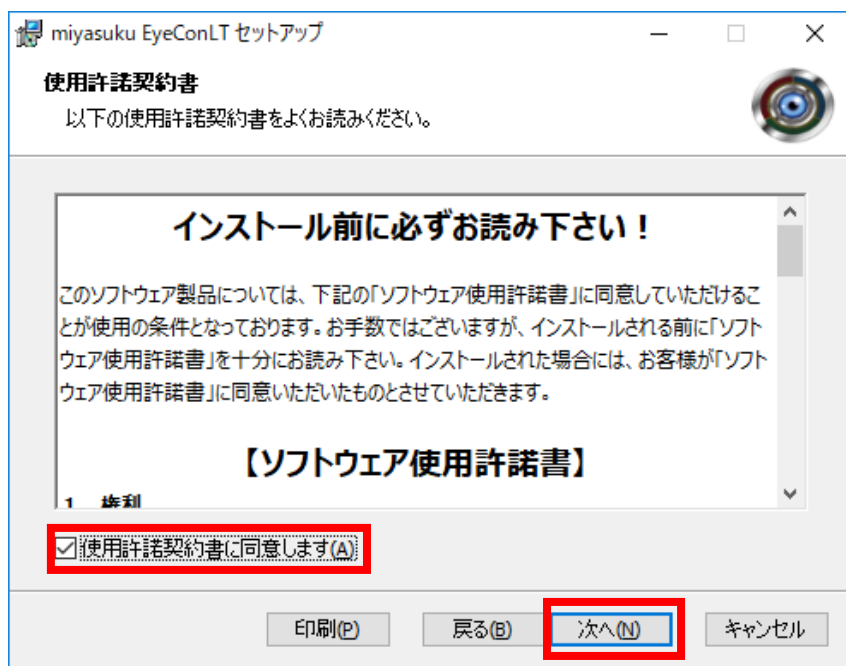 miyasuku EyeConLT セットアップ
使用許諾契約書
以下の使用許諾契約書をよくお読みください。
インストール前に必ずお読み下さい！
このソフトウェア製品については、下記の「ソフトウェア使用許諾書」に同意していただけるこ
とが使用の条件となっております。お手数ではございますが、インストールされる前に「ソフト
ウェア使用許諾書」を十分にお読み下さい。インストールされた場合には、お客様が「ソフト
ウェア使用許諾書」に同意いただいたものとさせていただきます。
【ソフトウェア使用許諾書】
1 権利
使用許諾契約書に同意します(A)
印刷(P) 戻る(B) 次へ(N) キャンセル